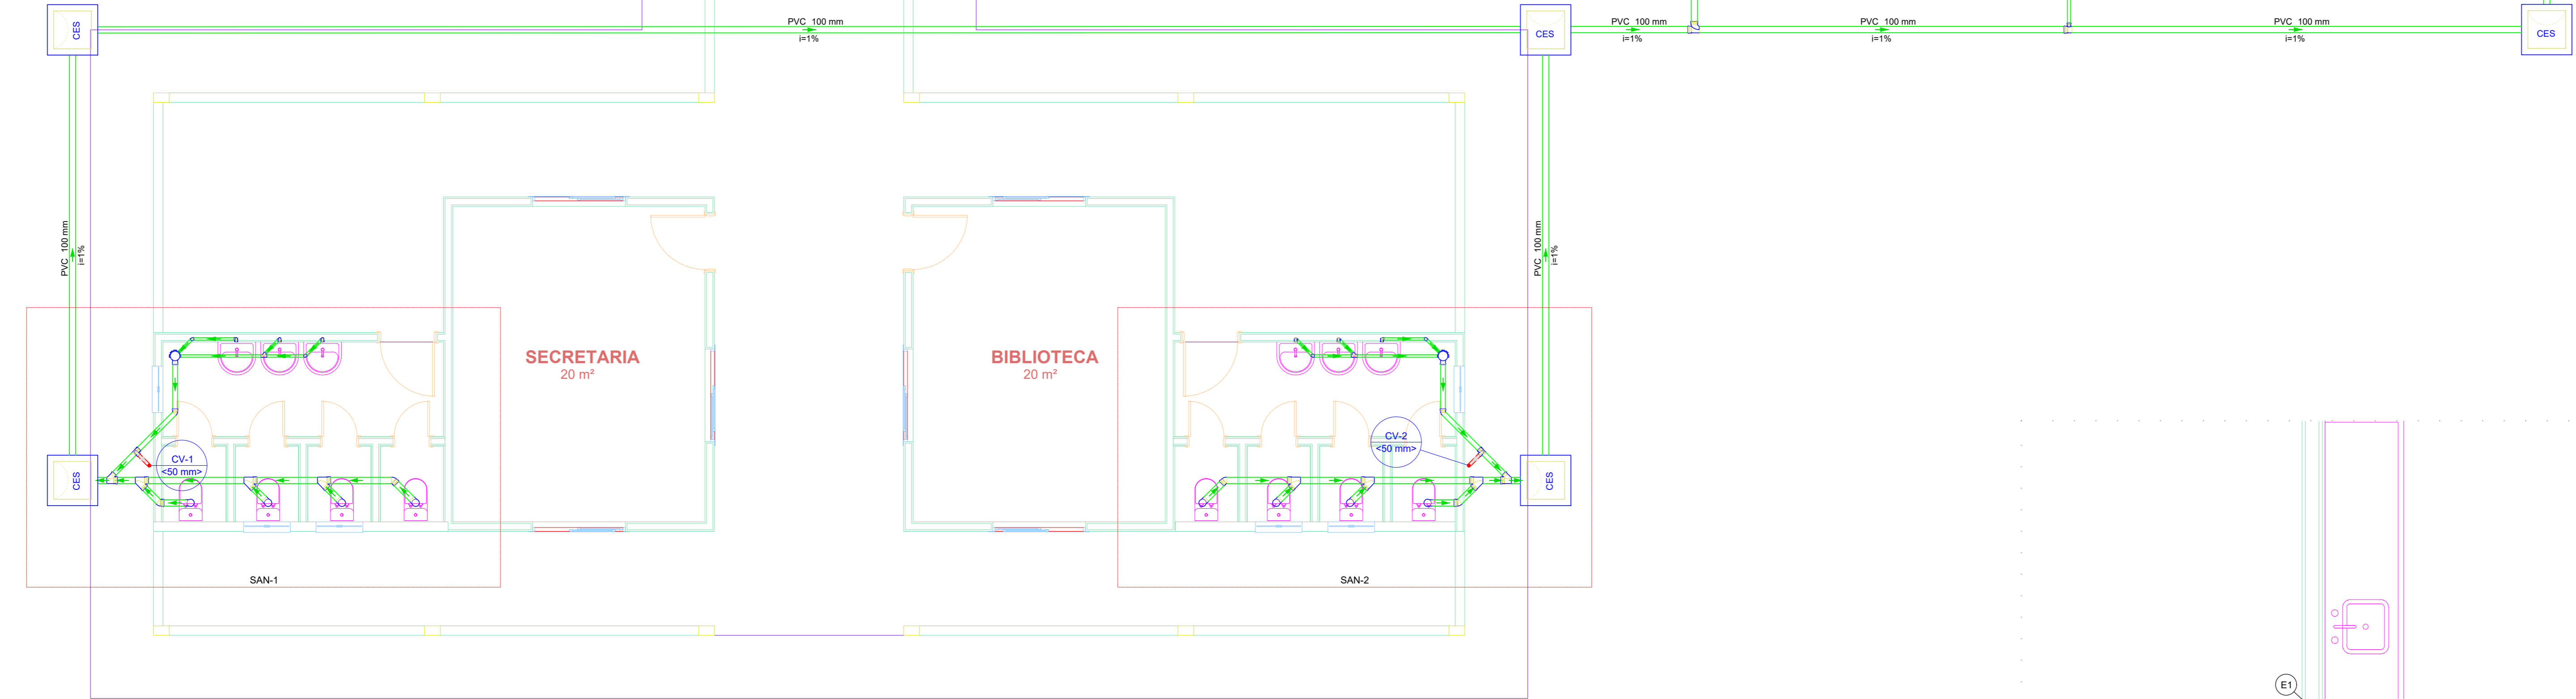 CES
PVC 100 mm
i=1%
CES
PVC 100 mm
i=1%
PVC 100 mm
i=1%
PVC 100 mm
i=1%
CES
PVC 100 mm
i=1%
PVC 100 mm
i=1%
SECRETARIA
20 m²
BIBLIOTECA
20 m²
CV-1
<50 mm>
CV-2
<50 mm>
CES
CES
SAN-1
SAN-2
E1